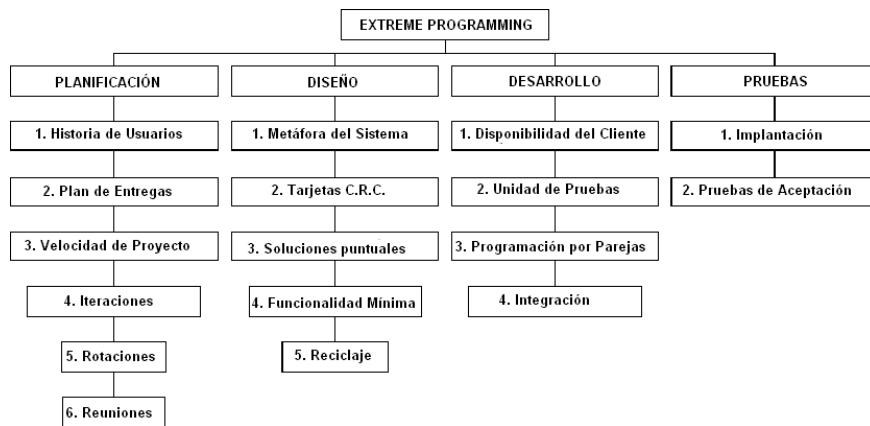 EXTREME PROGRAMMING
PLANIFICACIÓN
1. Historia de Usuarios
2. Plan de Entregas
3. Velocidad de Proyecto
4. Iteraciones
5. Rotaciones
6. Reuniones
DISEÑO
1. Metáfora del Sistema
2. Tarjetas C.R.C.
3. Soluciones puntuales
4. Funcionalidad Mínima
5. Reciclaje
DESARROLLO
1. Disponibilidad del Cliente
2. Unidad de Pruebas
3. Programación por Parejas
4. Integración
PRUEBAS
1. Implantación
2. Pruebas de Aceptación